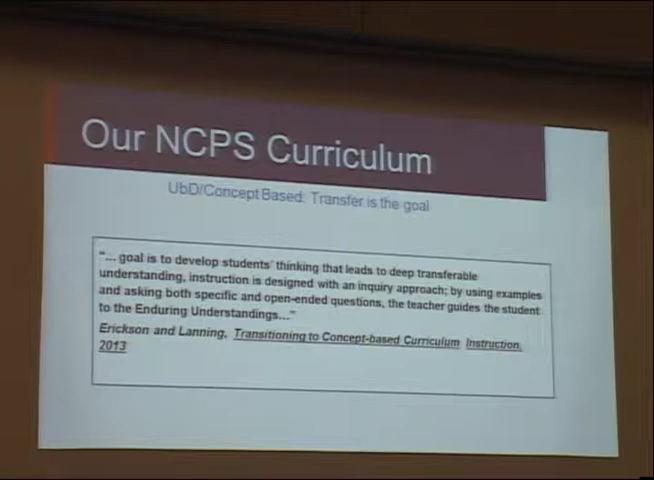 Our NCPS Curriculum
UbD/Concept Based: Transfer is the goal
"... goal is to develop students' thinking that leads to deep transferable
understanding, instruction is designed with an inquiry approach; by using examples
and asking both specific and open-ended questions, the teacher guides the student
to the Enduring Understandings..."
Erickson and Lanning, Transitioning to Concept-based Curriculum Instruction,
2013